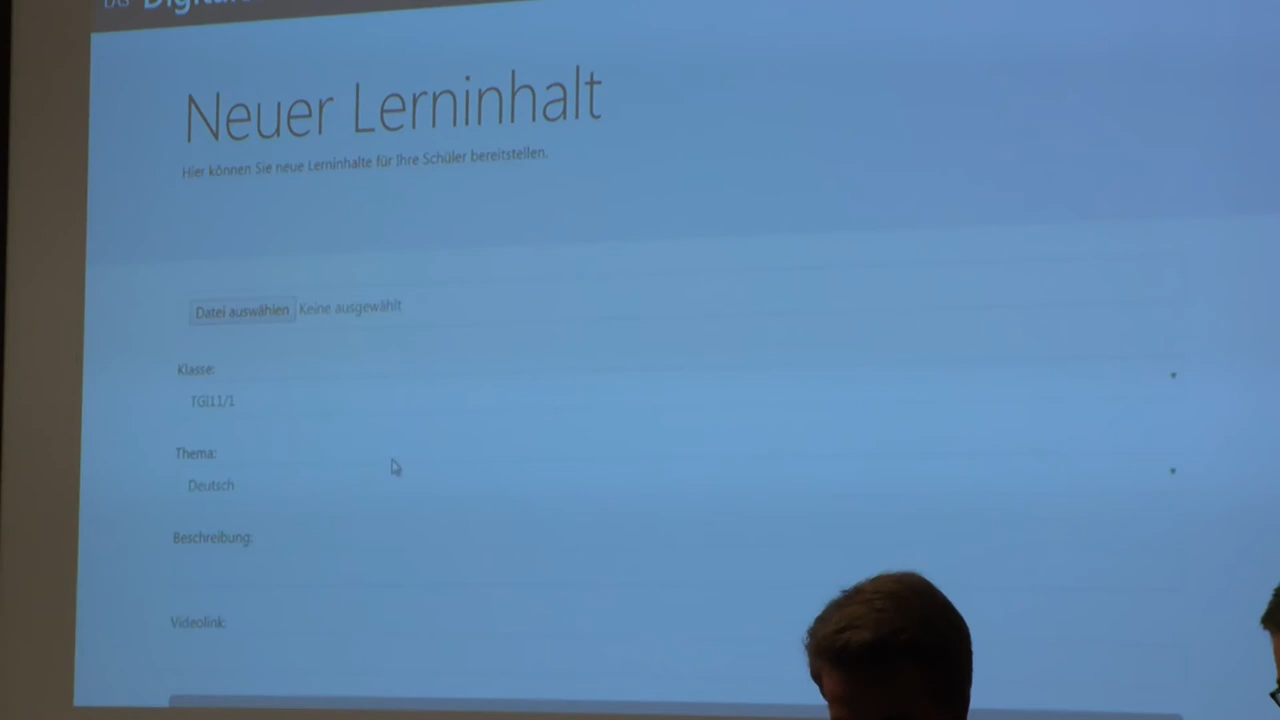 Neuer Lerninhalt
Hier können Sie neue Lerninhalte für Ihre Schüler bereitstellen.
Datei auswählen Keine ausgewählt
Klasse:
TGI11/1
Thema:
Deutsch
Beschreibung:
Videolink: